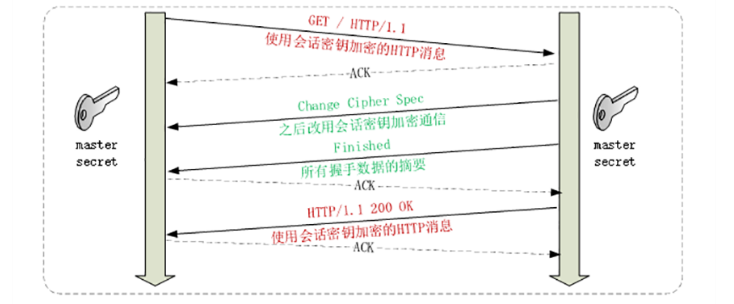 GET / HTTP/1.1
使用会话密钥加密的HTTP消息
ACK
Change Cipher Spec
之后改用会话密钥加密通信
master
secret
master
secret
Finished
所有握手数据的摘要
ACK
HTTP/1.1 200 OK
使用会话密钥加密的HTTP消息
ACK